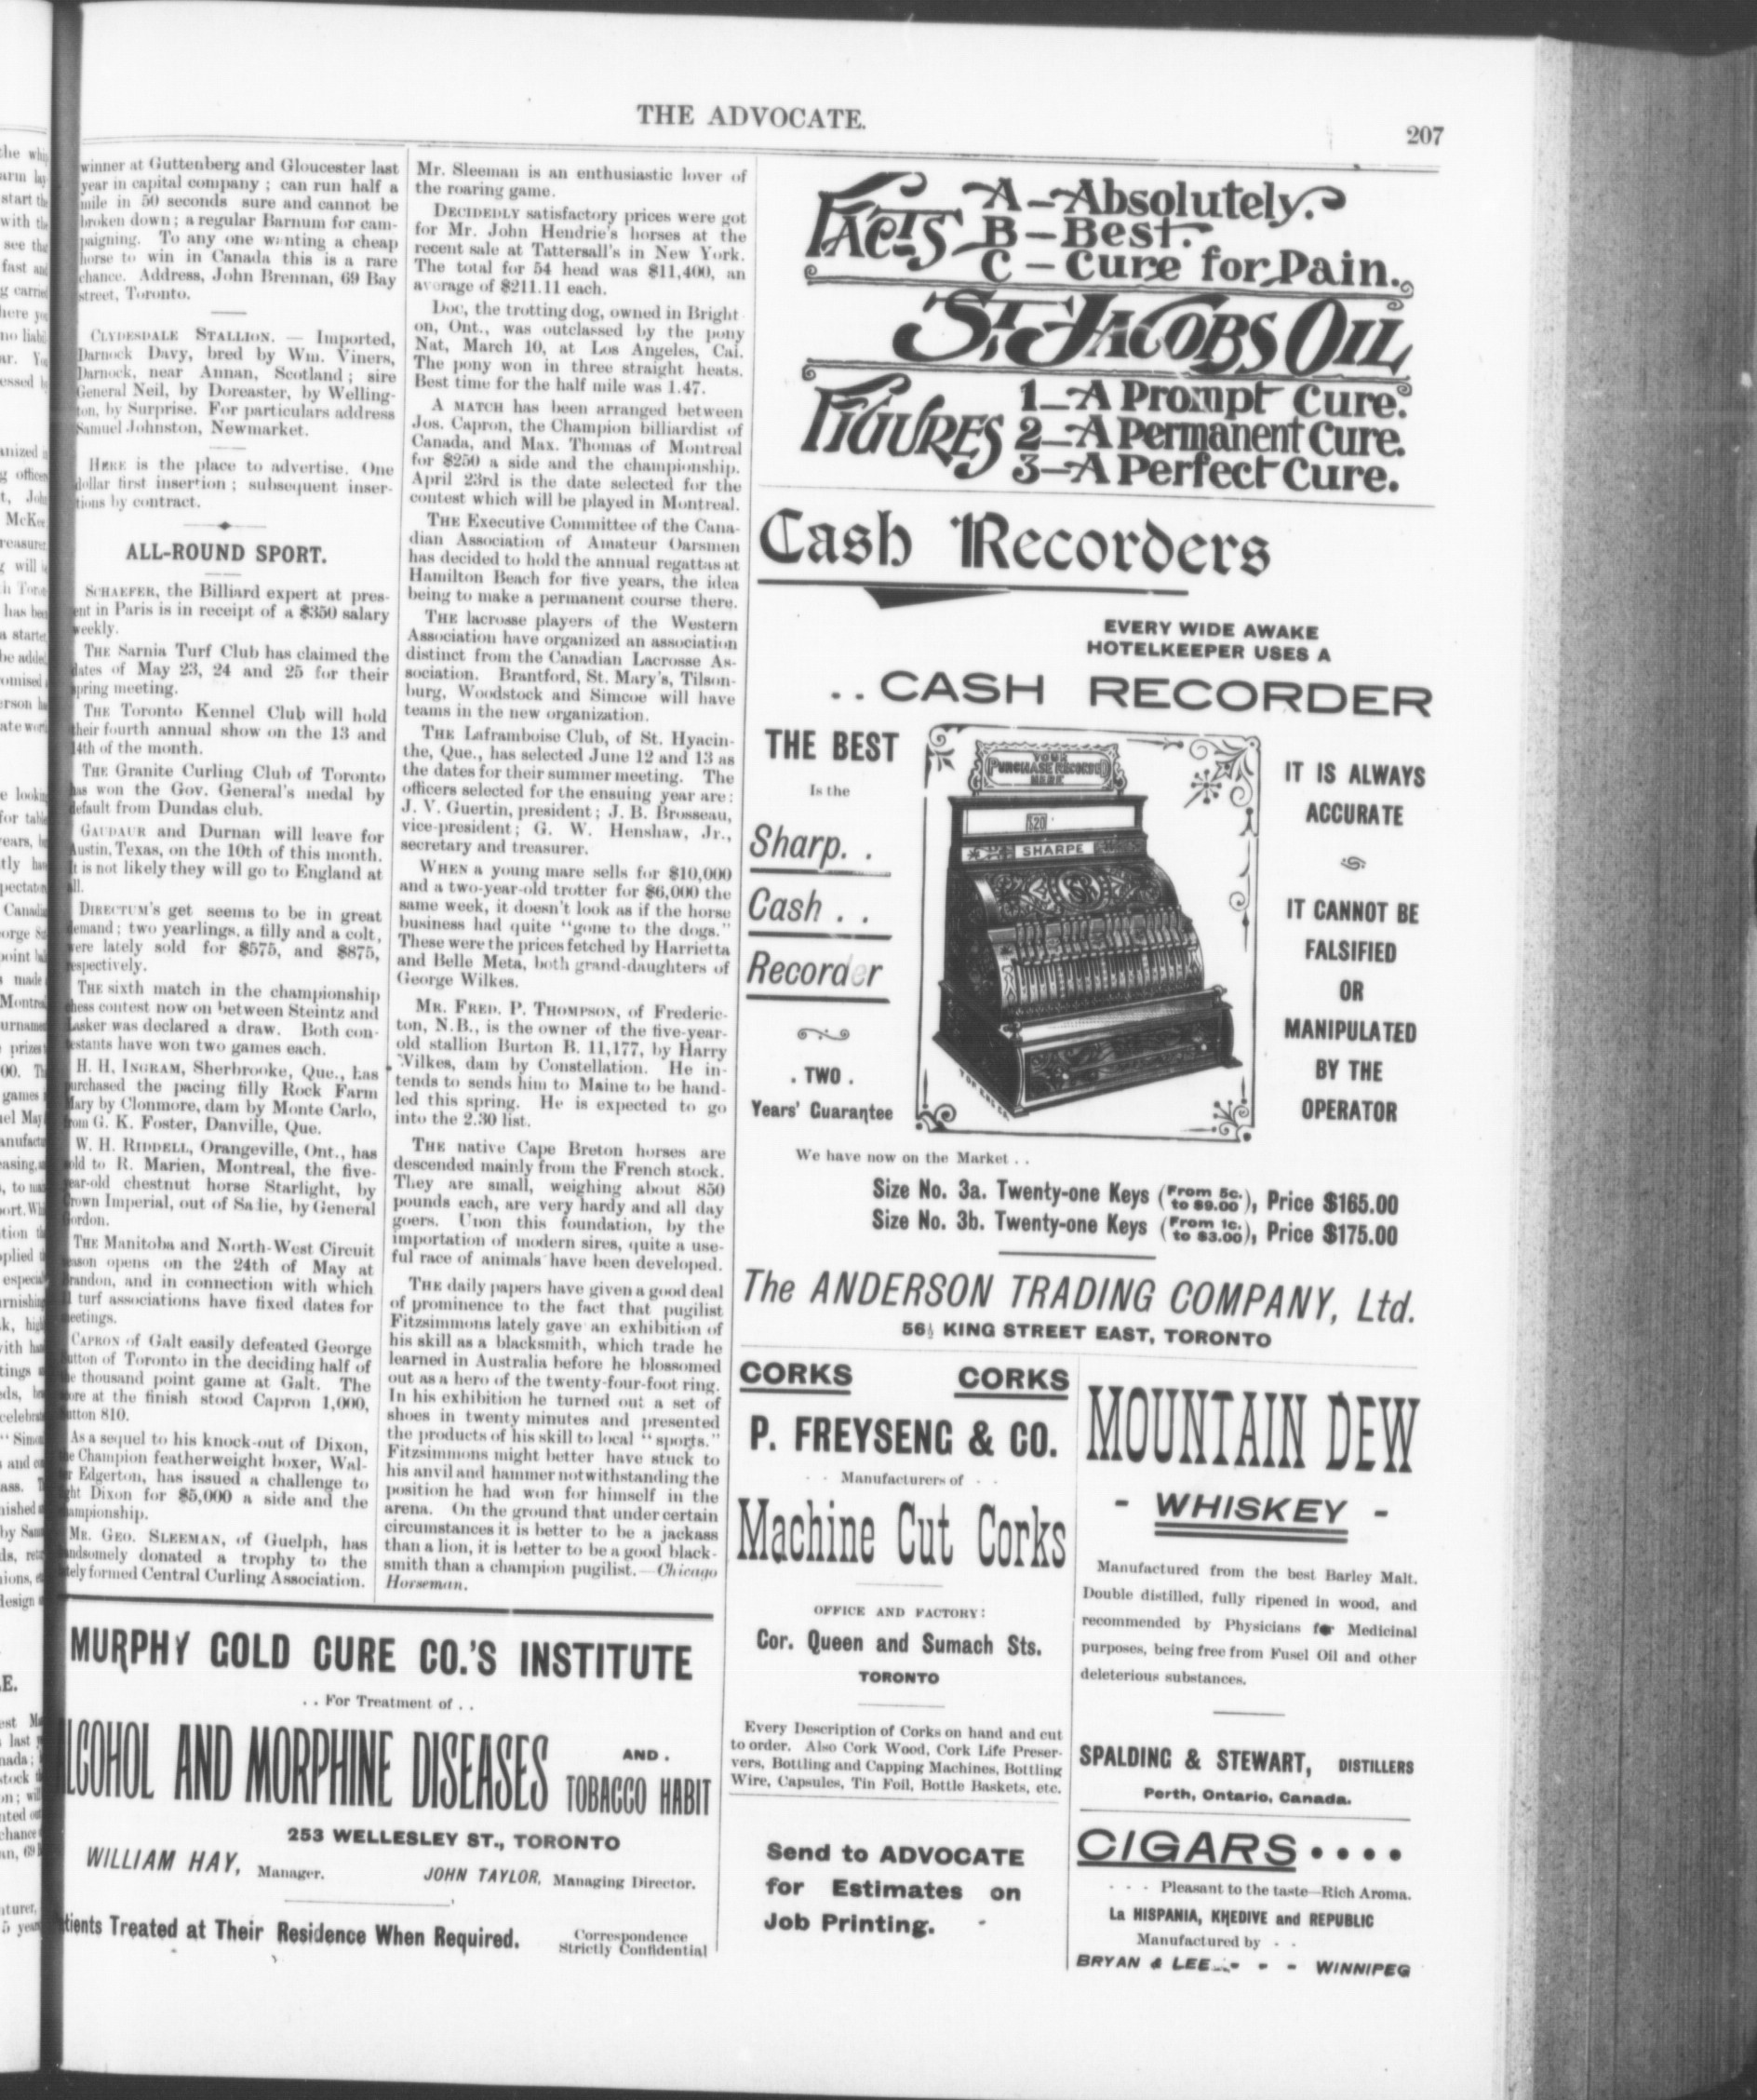 THE ADVOCATE.
207
winner at Guttenberg and Gloucester last
year in capital company ; can run half a
mile in 50 seconds sure and cannot be
broken down ; a regular Barnum for cam-
paigning. To any one wanting a cheap
horse to win in Canada this is a rare
chance. Address, John Brennan, 69 Bay
street, Toronto.
CLYDESDALE STALLION. — Imported,
Darnock Davy, bred by Wm. Viners,
Darnock, near Annan, Scotland ; sire
General Neil, by Doreaster, by Welling-
ton, by Surprise. For particulars address
Samuel Johnston, Newmarket.
HERE is the place to advertise. One
dollar first insertion ; subsequent inser-
tions by contract.
ALL-ROUND SPORT.
SCHAEFER, the Billiard expert at pres-
ent in Paris is in receipt of a $350 salary
weekly.
THE Sarnia Turf Club has claimed the
dates of May 23, 24 and 25 for their
spring meeting.
THE Toronto Kennel Club will hold
their fourth annual show on the 13 and
14th of the month.
THE Granite Curling Club of Toronto
has won the Gov. General's medal by
default from Dundas club.
GAUDAUR and Durnan will leave for
Austin, Texas, on the 10th of this month.
It is not likely they will go to England at
all.
DIRECTUM'S get seems to be in great
demand ; two yearlings, a filly and a colt,
were lately sold for $575, and $875,
respectively.
THE sixth match in the championship
chess contest now on between Steintz and
Lasker was declared a draw. Both con-
testants have won two games each.
H. H. INGRAM, Sherbrooke, Que., has
purchased the pacing filly Rock Farm
Mary by Clonmore, dam by Monte Carlo,
from G. K. Foster, Danville, Que.
W. H. RIDDELL, Orangeville, Ont., has
sold to R. Marien, Montreal, the five-
year-old chestnut horse Starlight, by
Crown Imperial, out of Sadie, by General
Gordon.
THE Manitoba and North-West Circuit
season opens on the 24th of May at
Brandon, and in connection with which
turf associations have fixed dates for
meetings.
CAPRON of Galt easily defeated George
Sutton of Toronto in the deciding half of
the thousand point game at Galt. The
score at the finish stood Capron 1,000,
Sutton 810.
As a sequel to his knock-out of Dixon,
the Champion featherweight boxer, Wal-
ter Edgerton, has issued a challenge to
fight Dixon for $5,000 a side and the
championship.
MR. GEO. SLEEMAN, of Guelph, has
handsomely donated a trophy to the
lately formed Central Curling Association.
Mr. Sleeman is an enthusiastic lover of
the roaring game.
DECIDEDLY satisfactory prices were got
for Mr. John Hendrie's horses at the
recent sale at Tattersall's in New York.
The total for 54 head was $11,400, an
average of $211.11 each.
DOC, the trotting dog, owned in Bright-
on, Ont., was outclassed by the pony
Nat, March 10, at Los Angeles, Cal.
The pony won in three straight heats.
Best time for the half mile was 1.47.
A MATCH has been arranged between
Jos. Capron, the Champion billiardist of
Canada, and Max. Thomas of Montreal
for $250 a side and the championship.
April 23rd is the date selected for the
contest which will be played in Montreal.
THE Executive Committee of the Cana-
dian Association of Amateur Oarsmen
has decided to hold the annual regattas at
Hamilton Beach for five years, the idea
being to make a permanent course there.
THE lacrosse players of the Western
Association have organized an association
distinct from the Canadian Lacrosse As-
sociation. Brantford, St. Mary's, Tilson-
burg, Woodstock and Simcoe will have
teams in the new organization.
THE Laframboise Club, of St. Hyacin-
the, Que., has selected June 12 and 13 as
the dates for their summer meeting. The
officers selected for the ensuing year are :
J. V. Guertin, president ; J. B. Brosseau,
vice-president ; G. W. Henshaw, Jr.,
secretary and treasurer.
WHEN a young mare sells for $10,000
and a two-year-old trotter for $6,000 the
same week, it doesn't look as if the horse
business had quite "gone to the dogs."
These were the prices fetched by Harrietta
and Belle Meta, both grand-daughters of
George Wilkes.
MR. FRED. P. THOMPSON, of Frederic-
ton, N.B., is the owner of the five-year-
old stallion Burton B. 11,177, by Harry
Wilkes, dam by Constellation. He in-
tends to sends him to Maine to be hand-
led this spring. He is expected to go
into the 2.30 list.
THE native Cape Breton horses are
descended mainly from the French stock.
They are small, weighing about 850
pounds each, are very hardy and all day
goers. Upon this foundation, by the
importation of modern sires, quite a use-
ful race of animals have been developed.
THE daily papers have given a good deal
of prominence to the fact that pugilist
Fitzsimmons lately gave an exhibition of
his skill as a blacksmith, which trade he
learned in Australia before he blossomed
out as a hero of the twenty-four-foot ring.
In his exhibition he turned out a set of
shoes in twenty minutes and presented
the products of his skill to local "sports."
Fitzsimmons might better have stuck to
his anvil and hammer notwithstanding the
position he had won for himself in the
arena. On the ground that under certain
circumstances it is better to be a jackass
than a lion, it is better to be a good black-
smith than a champion pugilist.—Chicago
Horseman.
MURPHY GOLD CURE CO.'S INSTITUTE
. . For Treatment of . .
LCOHOL AND MORPHINE DISEASES
AND .
TOBACCO HABIT
253 WELLESLEY ST., TORONTO
WILLIAM HAY, Manager.
JOHN TAYLOR, Managing Director.
tients Treated at Their Residence When Required.
Correspondence
Strictly Confidential
FACTS
A—Absolutely.
B—Best.
C—Cure for Pain.
ST. JACOBS OIL
FIGURES
1—A Prompt Cure.
2—A Permanent Cure.
3—A Perfect Cure.
Cash Recorders
EVERY WIDE AWAKE
HOTELKEEPER USES A
. . CASH RECORDER
THE BEST
Is the
Sharp. .
Cash . .
Recorder
. TWO .
Years' Guarantee
YOUR
PURCHASE RECORDED
HERE
$20
SHARPE
IT IS ALWAYS
ACCURATE
IT CANNOT BE
FALSIFIED
OR
MANIPULATED
BY THE
OPERATOR
We have now on the Market . .
Size No. 3a. Twenty-one Keys (From 5c. to $9.00), Price $165.00
Size No. 3b. Twenty-one Keys (From 1c. to $3.00), Price $175.00
The ANDERSON TRADING COMPANY, Ltd.
56½ KING STREET EAST, TORONTO
CORKS CORKS
P. FREYSENG & CO.
- - Manufacturers of - -
Machine Cut Corks
OFFICE AND FACTORY:
Cor. Queen and Sumach Sts.
TORONTO
Every Description of Corks on hand and cut
to order. Also Cork Wood, Cork Life Preser-
vers, Bottling and Capping Machines, Bottling
Wire, Capsules, Tin Foil, Bottle Baskets, etc.
Send to ADVOCATE
for Estimates on
Job Printing. -
MOUNTAIN DEW
- WHISKEY -
Manufactured from the best Barley Malt.
Double distilled, fully ripened in wood, and
recommended by Physicians for Medicinal
purposes, being free from Fusel Oil and other
deleterious substances.
SPALDING & STEWART, DISTILLERS
Perth, Ontario, Canada.
CIGARS • • • •
- - - Pleasant to the taste—Rich Aroma.
La HISPANIA, KHEDIVE and REPUBLIC
Manufactured by - -
BRYAN & LEE - - - WINNIPEG